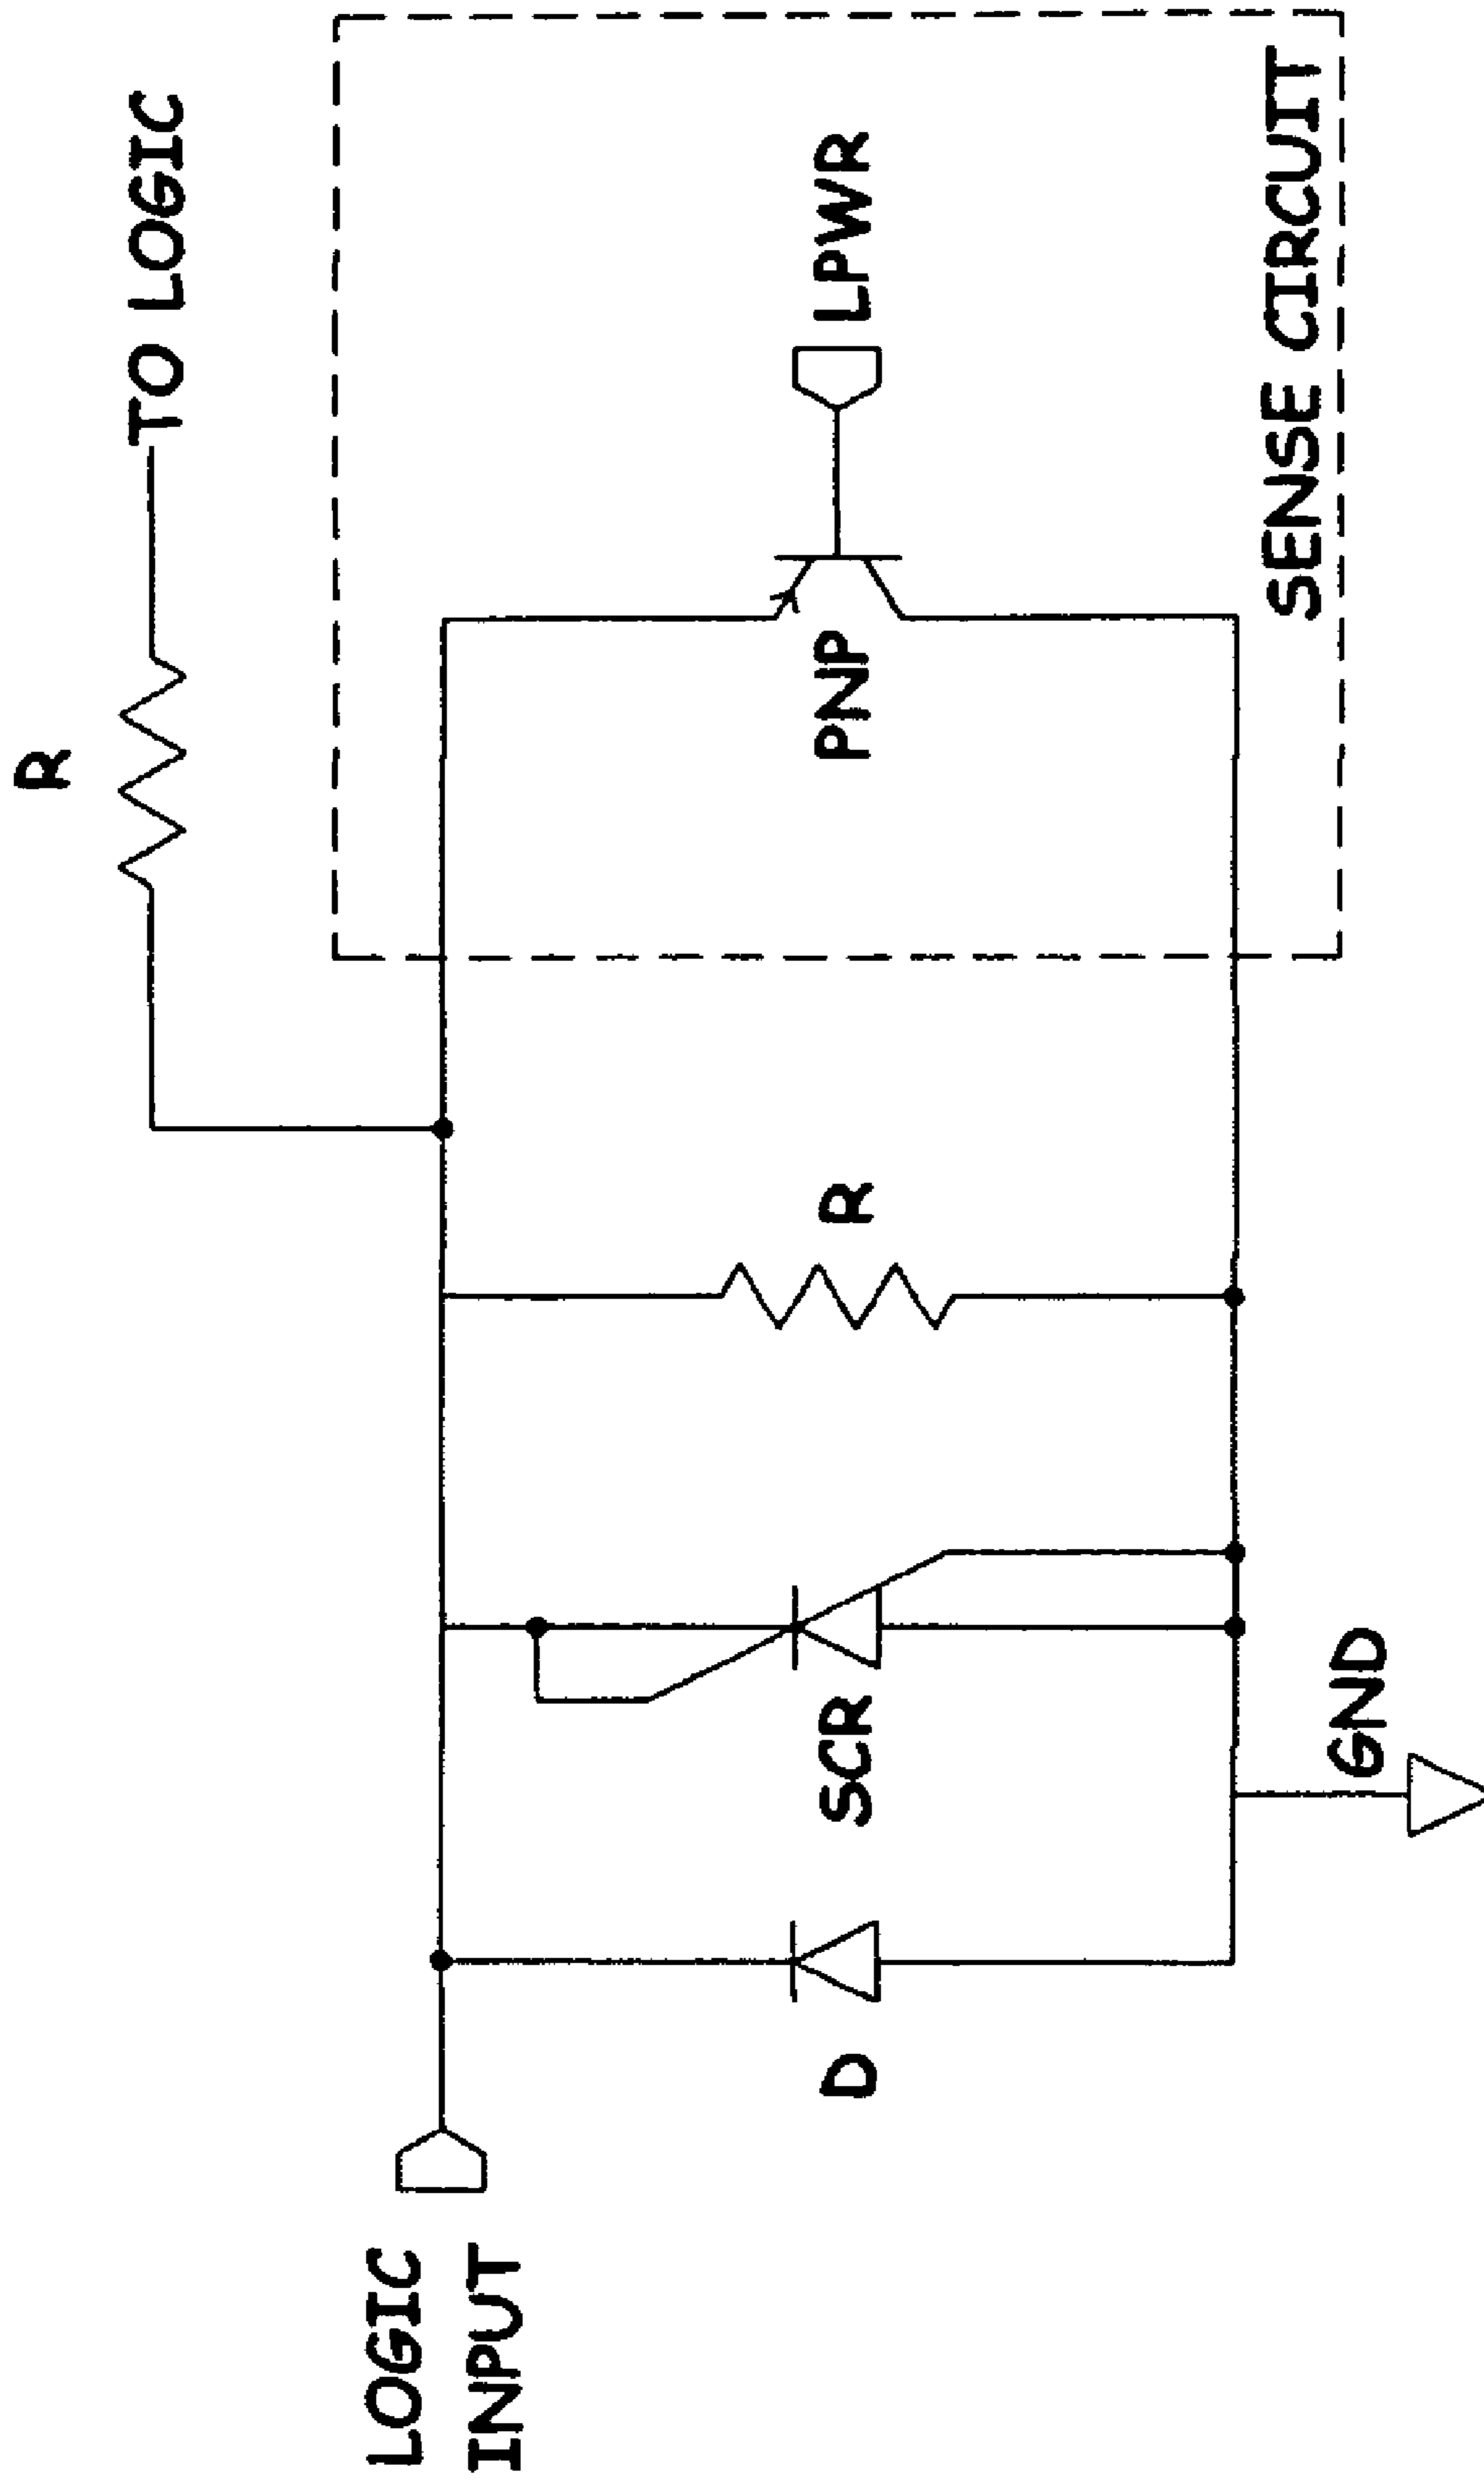 R
TO LOGIC
LOGIC
INPUT
D
SCR
R
PNP
LPWR
SENSE CIRCUIT
GND